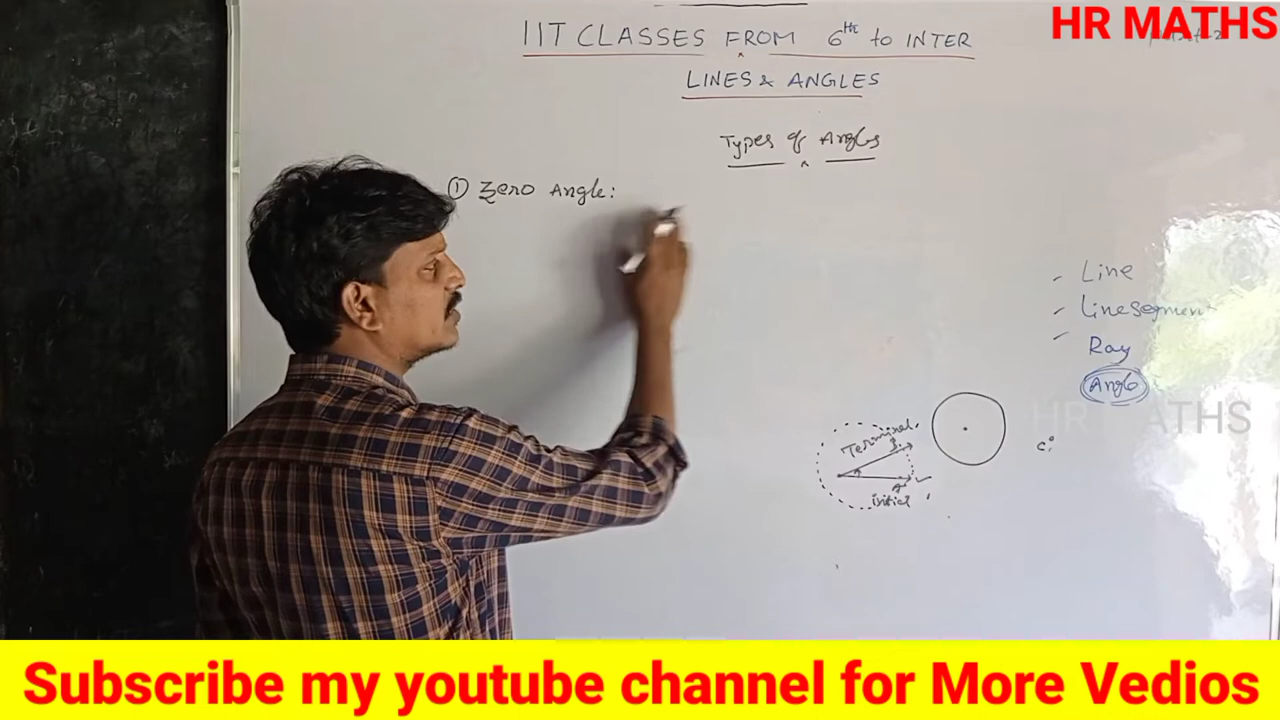 HR MATHS
IIT CLASSES FROM 6th to INTER
LINES & ANGLES
Types of Angles
① Zero Angle:
Line
Linesegment
Ray
Angle
HR MATHS
Terminal
initial
Subscribe my youtube channel for More Vedios